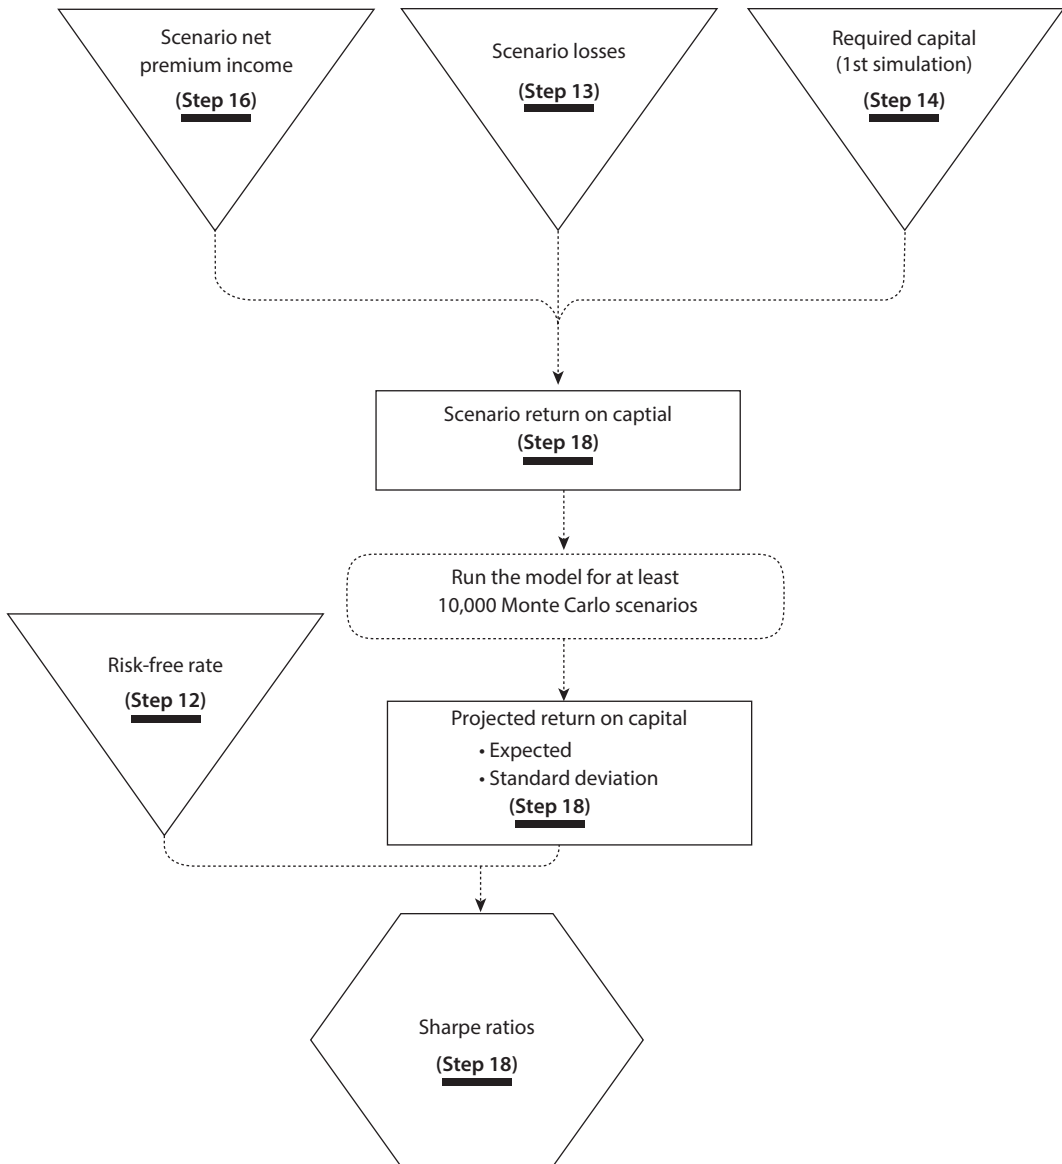 Scenario net
premium income
(Step 16)
Scenario losses
(Step 13)
Required capital
(1st simulation)
(Step 14)
Scenario return on captial
(Step 18)
Run the model for at least
10,000 Monte Carlo scenarios
Risk-free rate
(Step 12)
Projected return on capital
• Expected
• Standard deviation
(Step 18)
Sharpe ratios
(Step 18)